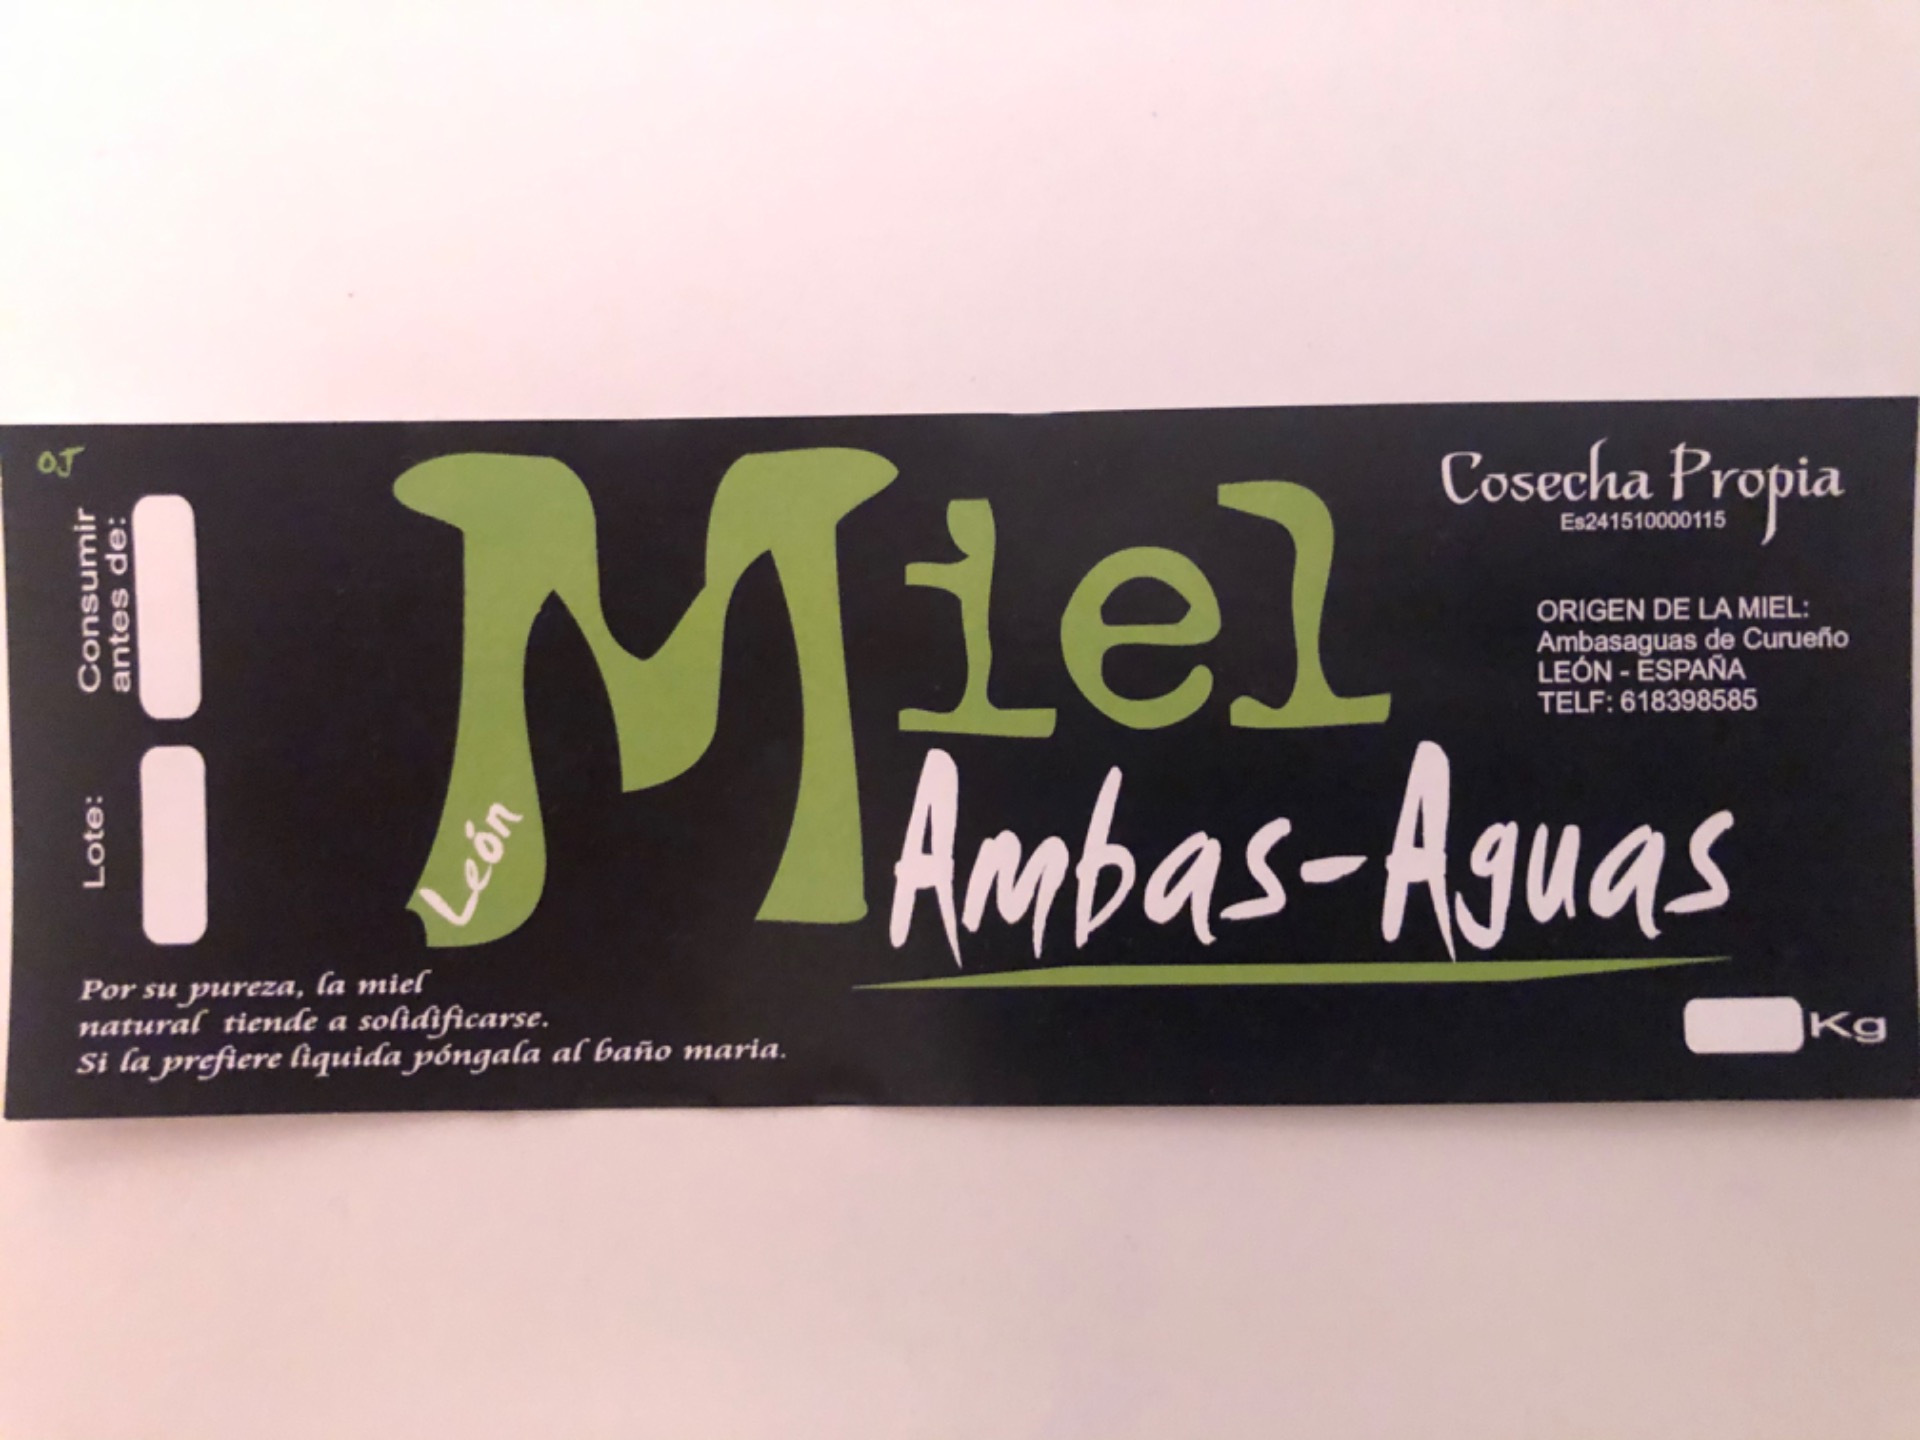 OJ
Consumir
antes de:
Lote:
Miel
León
Ambas-Aguas
Cosecha Propia
Es241510000115
ORIGEN DE LA MIEL:
Ambasaguas de Curueño
LEÓN - ESPAÑA
TELF: 618398585
Por su pureza, la miel
natural tiende a solidificarse.
Si la prefiere liquida póngala al baño maria.
Kg